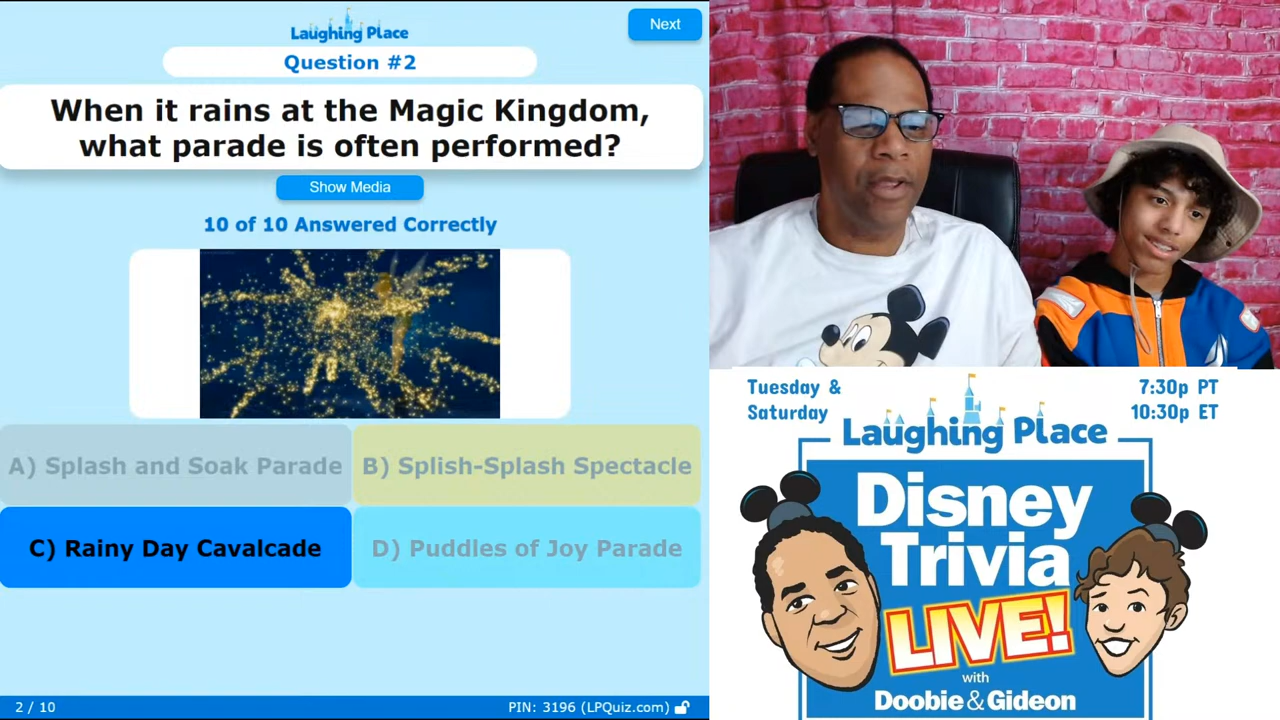 Laughing Place
Next
Question #2
When it rains at the Magic Kingdom,
what parade is often performed?
Show Media
10 of 10 Answered Correctly
A) Splash and Soak Parade
B) Splish-Splash Spectacle
C) Rainy Day Cavalcade
D) Puddles of Joy Parade
2 / 10
PIN: 3196 (LPQuiz.com)
Tuesday &
Saturday
7:30p PT
10:30p ET
Laughing Place
Disney
Trivia
LIVE!
with
Doobie & Gideon